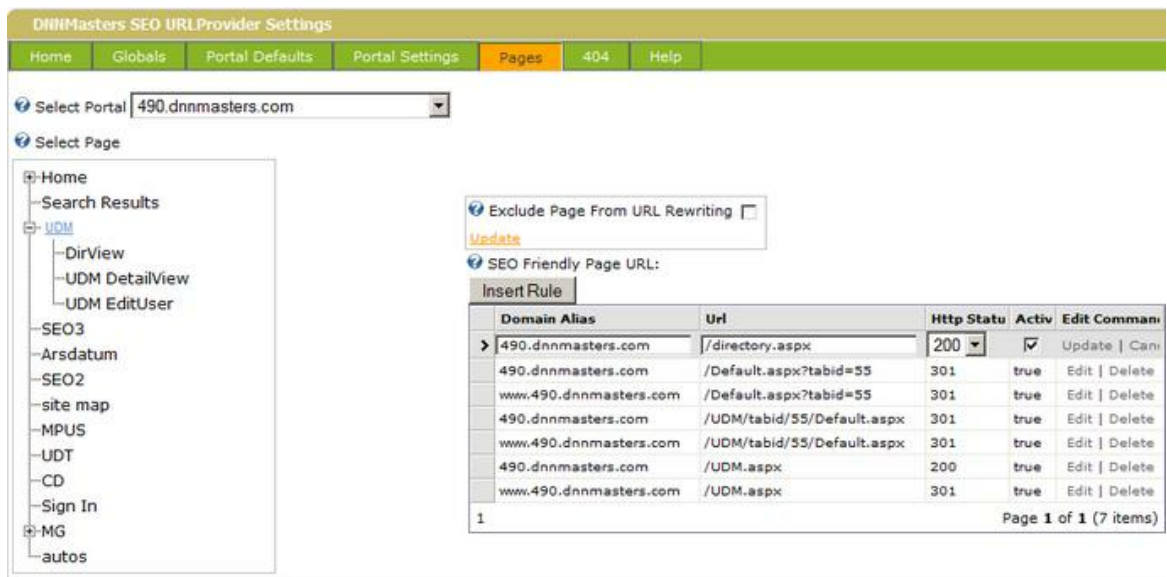 DNNMasters SEO URLProvider Settings
Home Globals Portal Defaults Portal Settings Pages 404 Help
Select Portal 490.dnnmasters.com
Select Page
Home
Search Results
UDM
DirView
UDM DetailView
UDM EditUser
SEO3
Arsdatum
SEO2
site map
MPUS
UDT
CD
Sign In
MG
autos
Exclude Page From URL Rewriting
Update
SEO Friendly Page URL:
Insert Rule
Domain Alias Url Http Statu Activ Edit Comman
490.dnnmasters.com /directory.aspx 200 Update | Can
490.dnnmasters.com /Default.aspx?tabid=55 301 true Edit | Delete
www.490.dnnmasters.com /Default.aspx?tabid=55 301 true Edit | Delete
490.dnnmasters.com /UDM/tabid/55/Default.aspx 301 true Edit | Delete
www.490.dnnmasters.com /UDM/tabid/55/Default.aspx 301 true Edit | Delete
490.dnnmasters.com /UDM.aspx 200 true Edit | Delete
www.490.dnnmasters.com /UDM.aspx 301 true Edit | Delete
1 Page 1 of 1 (7 items)